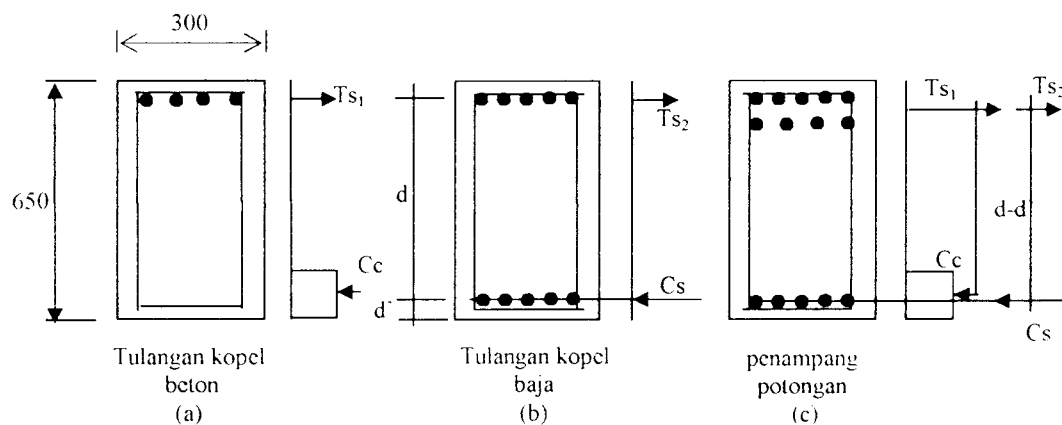 300
650
Ts₁
Cc
Tulangan kopel
beton
(a)
d
d'
Ts₂
Cs
Tulangan kopel
baja
(b)
Ts₁
Ts₂
d-d'
Cc
Cs
penampang
potongan
(c)